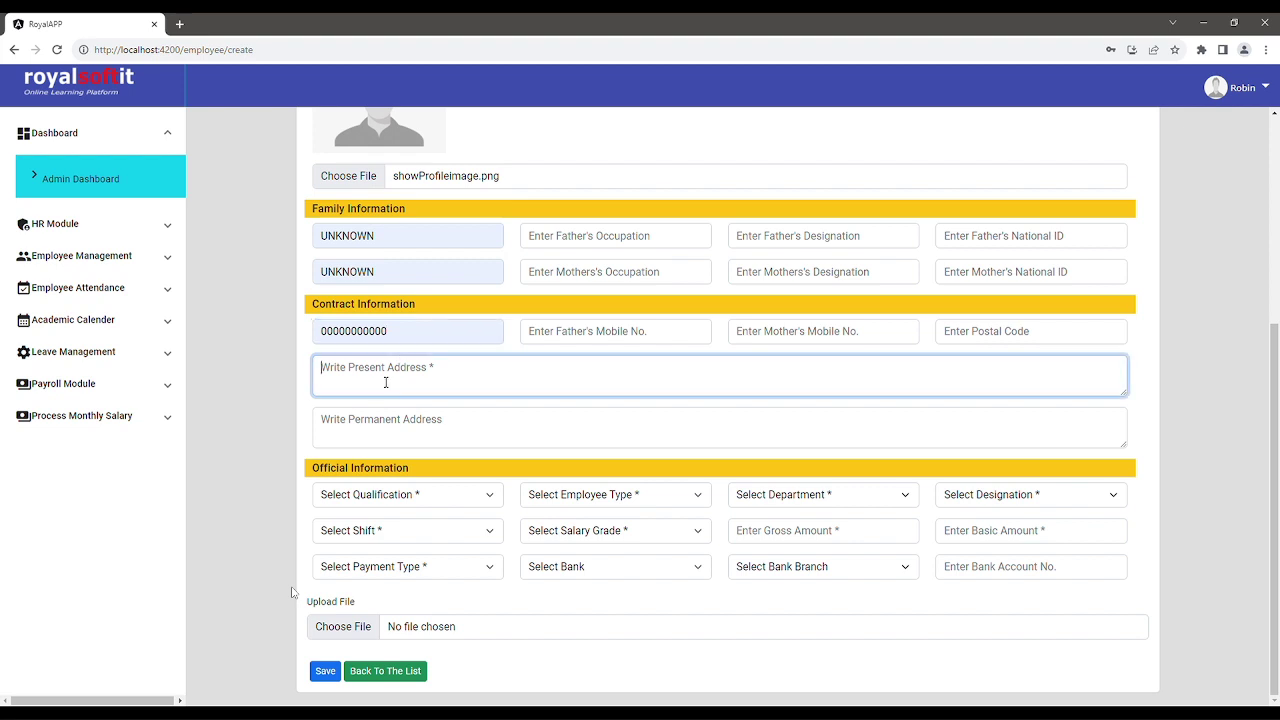 RoyalAPP
http://localhost:4200/employee/create
royalsoftit
Online Learning Platform
Robin
Dashboard
Admin Dashboard
HR Module
Employee Management
Employee Attendance
Academic Calender
Leave Management
Payroll Module
Process Monthly Salary
Choose File showProfileimage.png
Family Information
UNKNOWN Enter Father's Occupation Enter Father's Designation Enter Father's National ID
UNKNOWN Enter Mothers's Occupation Enter Mothers's Designation Enter Mother's National ID
Contract Information
00000000000 Enter Father's Mobile No. Enter Mother's Mobile No. Enter Postal Code
Write Present Address *
Write Permanent Address
Official Information
Select Qualification * Select Employee Type * Select Department * Select Designation *
Select Shift * Select Salary Grade * Enter Gross Amount * Enter Basic Amount *
Select Payment Type * Select Bank Select Bank Branch Enter Bank Account No.
Upload File
Choose File No file chosen
Save Back To The List